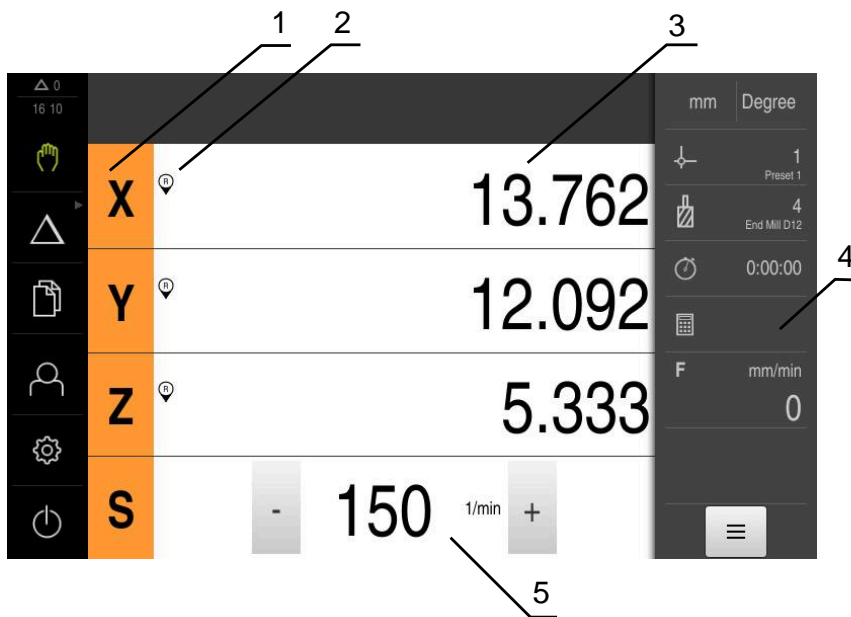 1 2 3
0
16 10
mm Degree
X R 13.762
1
Preset 1
4
End Mill D12
4
Y R 12.092
0:00:00
Z R 5.333
F mm/min
0
S - 150 1/min +
5